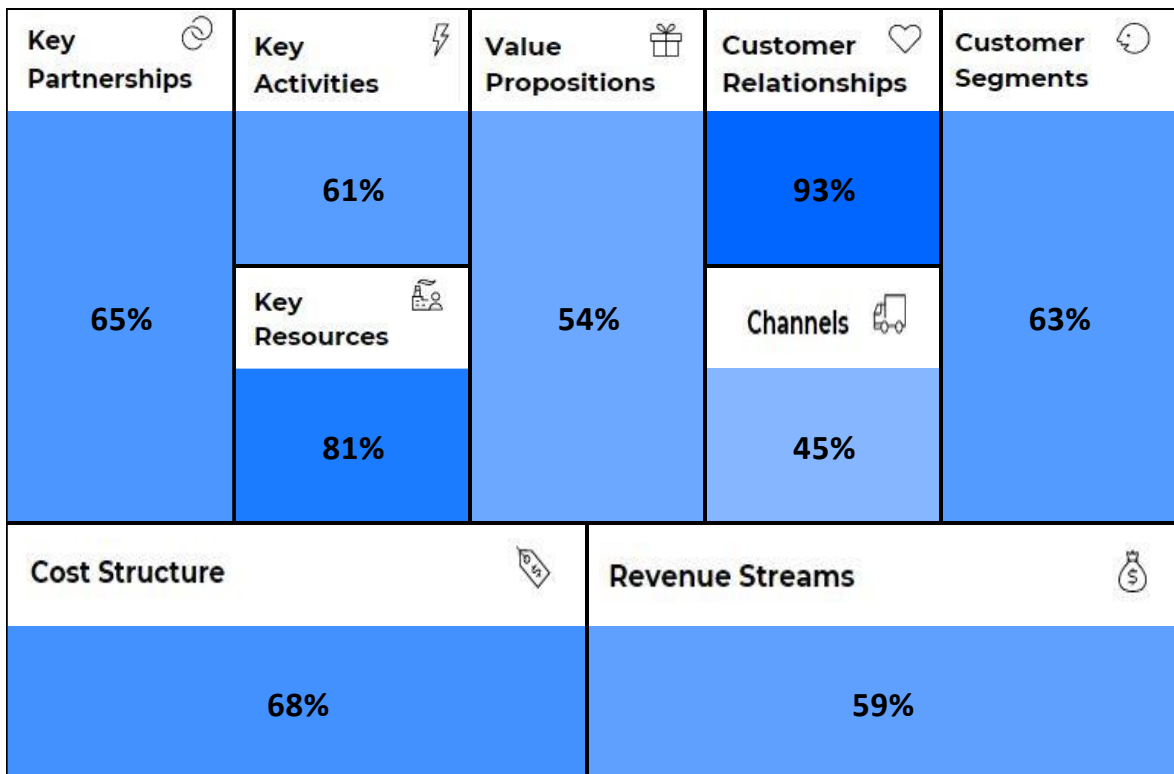 Key
Partnerships
65%
Key
Activities
61%
Key
Resources
81%
Value
Propositions
54%
Customer
Relationships
93%
Channels
45%
Customer
Segments
63%
Cost Structure
68%
Revenue Streams
$
59%